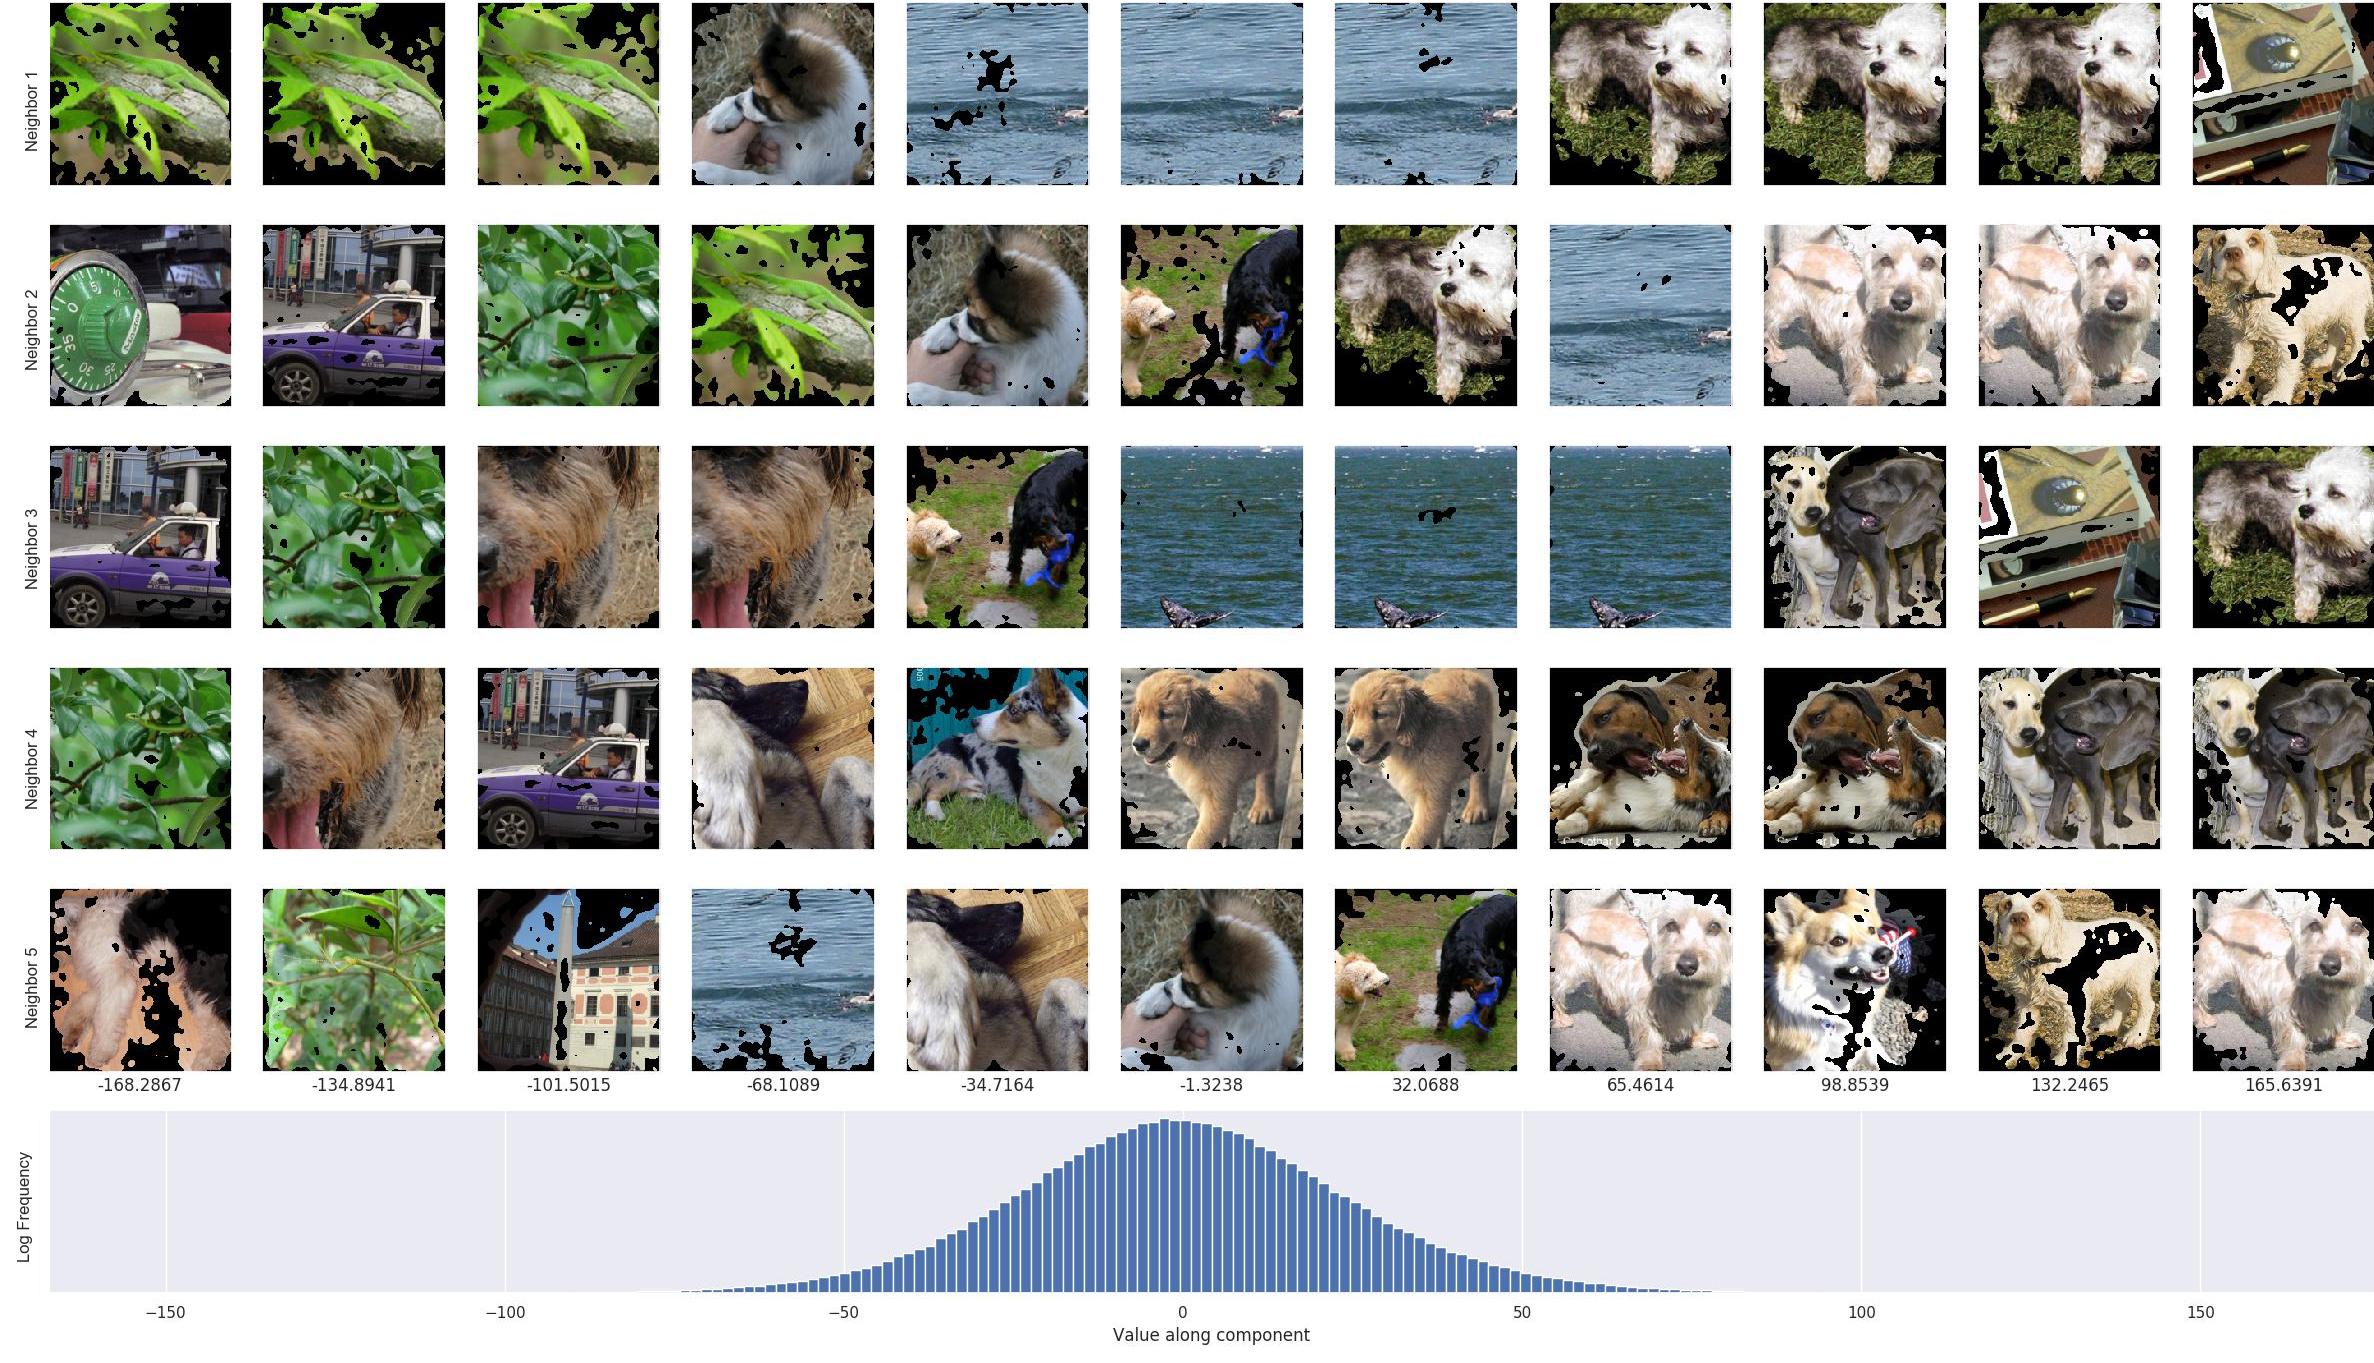 Neighbor 1
Neighbor 2
Neighbor 3
Neighbor 4
Neighbor 5
-168.2867 -134.8941 -101.5015 -68.1089 -34.7164 -1.3238 32.0688 65.4614 98.8539 132.2465 165.6391
Log Frequency
−150 −100 −50 0 50 100 150
Value along component